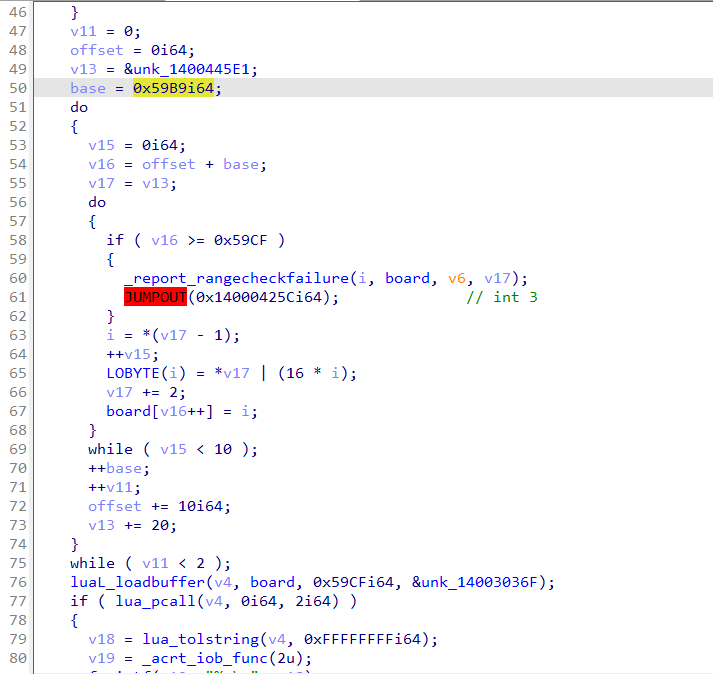 46 }
47 v11 = 0;
48 offset = 0i64;
49 v13 = &unk_1400445E1;
50 base = 0x59B9i64;
51 do
52 {
53 v15 = 0i64;
54 v16 = offset + base;
55 v17 = v13;
56 do
57 {
58 if ( v16 >= 0x59CF )
59 {
60 _report_rangecheckfailure(i, board, v6, v17);
61 JUMPOUT(0x14000425Ci64); // int 3
62 }
63 i = *(v17 - 1);
64 ++v15;
65 LOBYTE(i) = *v17 | (16 * i);
66 v17 += 2;
67 board[v16++] = i;
68 }
69 while ( v15 < 10 );
70 ++base;
71 ++v11;
72 offset += 10i64;
73 v13 += 20;
74 }
75 while ( v11 < 2 );
76 luaL_loadbuffer(v4, board, 0x59CFi64, &unk_14003036F);
77 if ( lua_pcall(v4, 0i64, 2i64) )
78 {
79 v18 = lua_tolstring(v4, 0xFFFFFFFFi64);
80 v19 = _acrt_iob_func(2u);